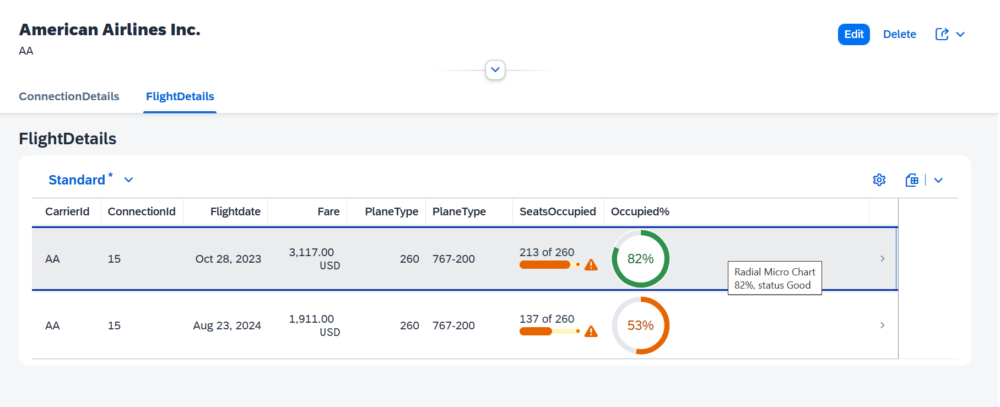 American Airlines Inc.
AA
Edit
Delete
ConnectionDetails
FlightDetails
FlightDetails
Standard *
CarrierId ConnectionId Flightdate Fare PlaneType PlaneType SeatsOccupied Occupied%
AA 15 Oct 28, 2023 3,117.00 USD 260 767-200 213 of 260 82%
Radial Micro Chart
82%, status Good
AA 15 Aug 23, 2024 1,911.00 USD 260 767-200 137 of 260 53%